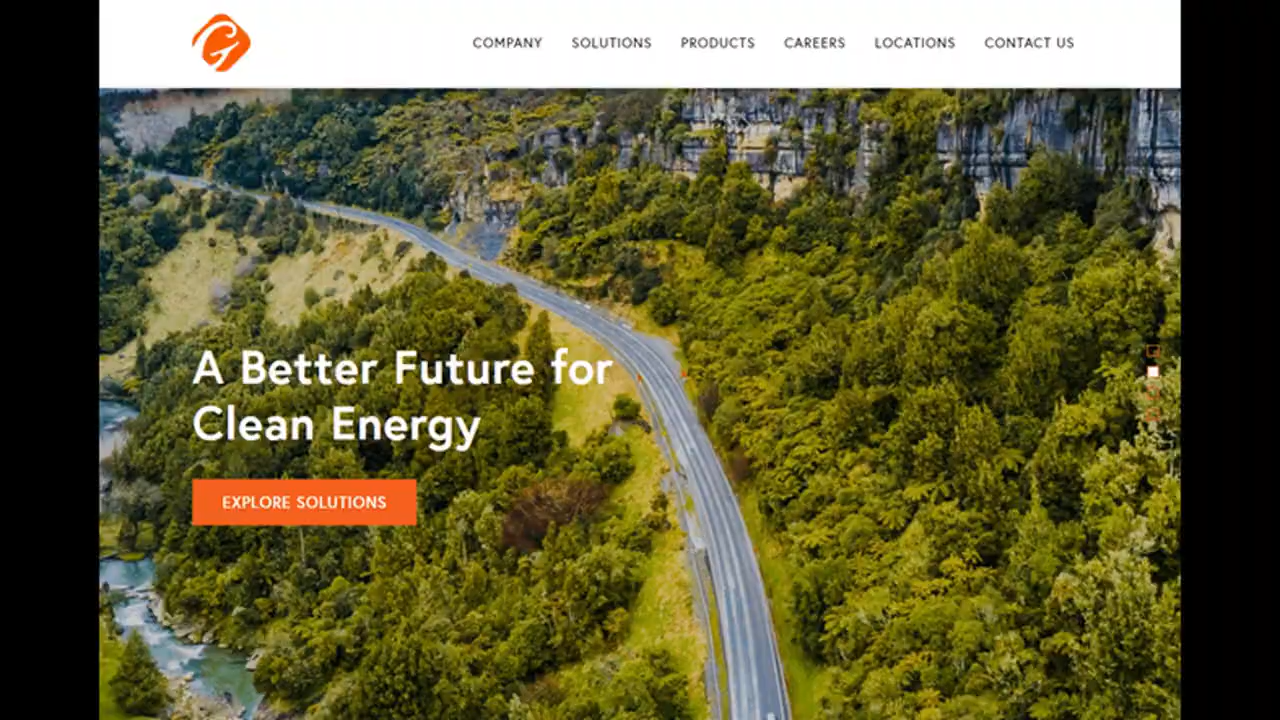 COMPANY SOLUTIONS PRODUCTS CAREERS LOCATIONS CONTACT US
A Better Future for
Clean Energy
EXPLORE SOLUTIONS